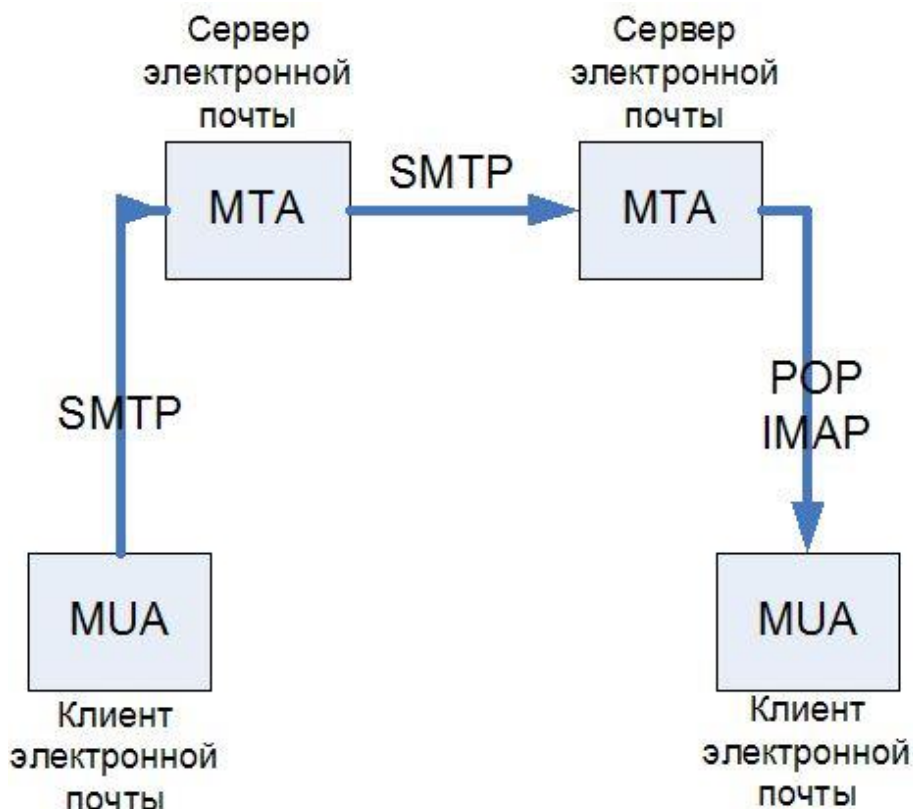 Сервер
электронной
почты
Сервер
электронной
почты
MTA
SMTP
MTA
SMTP
POP
IMAP
MUA
MUA
Клиент
электронной
почты
Клиент
электронной
почты